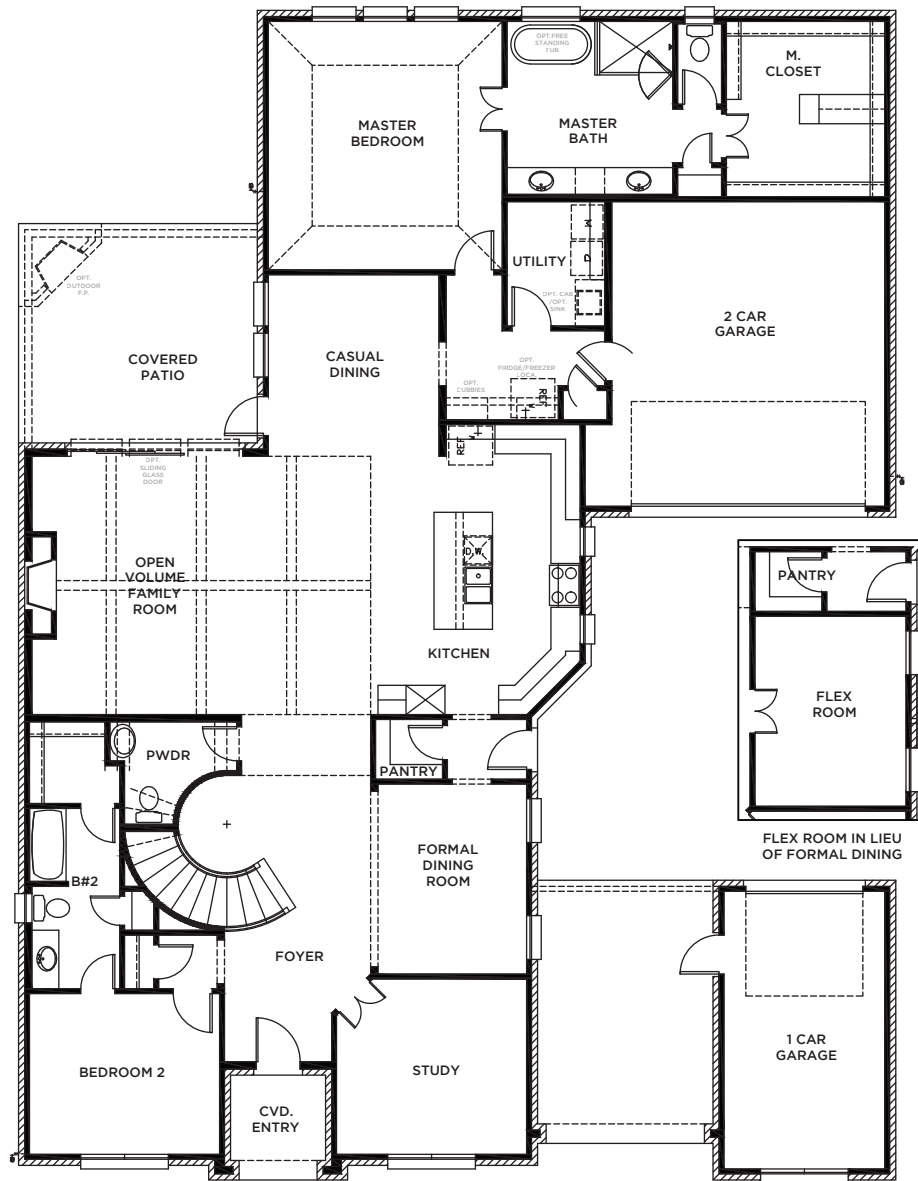 OPT.FREE
STANDING
TUB
M.
CLOSET
MASTER
BEDROOM
MASTER
BATH
UTILITY
W
D
OPT. CAB
/OPT.
SINK
OPT.
OUTDOOR
F.P.
2 CAR
GARAGE
COVERED
PATIO
CASUAL
DINING
OPT.
FIRDGE/FREEZER
LOCA.
OPT.
CUBBIES
REF
REF
OPT.
SLIDING
GLASS
DOOR
D.W.
OPEN
VOLUME
FAMILY
ROOM
KITCHEN
PANTRY
FLEX
ROOM
PWDR
PANTRY
FLEX ROOM IN LIEU
OF FORMAL DINING
FORMAL
DINING
ROOM
B#2
FOYER
1 CAR
GARAGE
BEDROOM 2
STUDY
CVD.
ENTRY